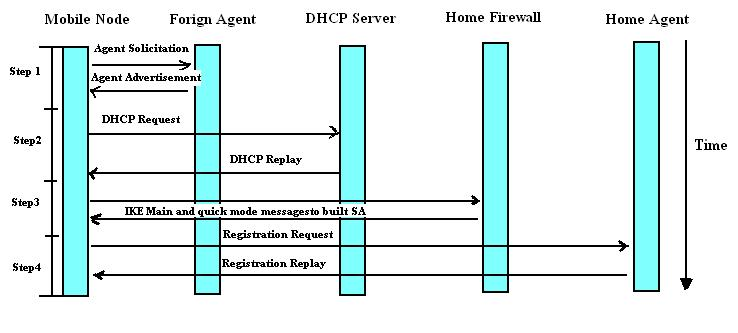 Mobile Node
Forign Agent
DHCP Server
Home Firewall
Home Agent
Step 1
Agent Solicitation
Agent Advertisement
Step2
DHCP Request
DHCP Replay
Time
Step3
IKE Main and quick mode messagesto built SA
Registration Request
Step4
Registration Replay